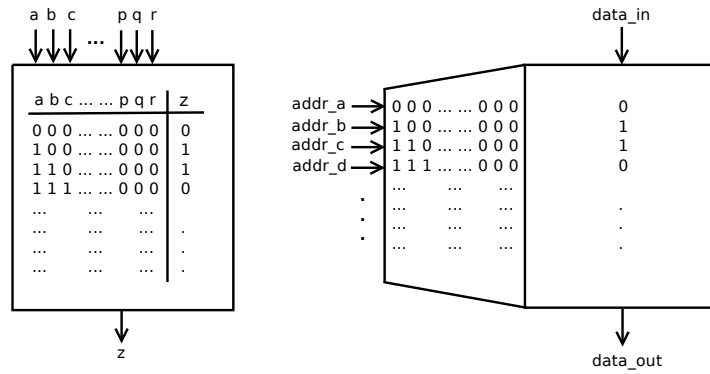 a b c ... p q r
a b c ... ... p q r z
0 0 0 ... ... 0 0 0 0
1 0 0 ... ... 0 0 0 1
1 1 0 ... ... 0 0 0 1
1 1 1 ... ... 0 0 0 0
... ... ...
... ... ... .
... ... ... .
... ... ... .
z
data_in
addr_a 0 0 0 ... ... 0 0 0 0
addr_b 1 0 0 ... ... 0 0 0 1
addr_c 1 1 0 ... ... 0 0 0 1
addr_d 1 1 1 ... ... 0 0 0 0
... ... ...
. ... ... ... .
. ... ... ... .
. ... ... ... .
data_out